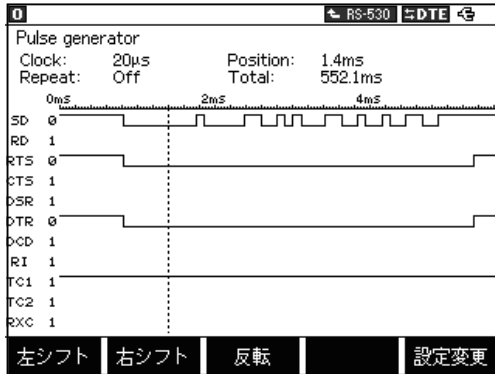 0 RS-530 DTE
Pulse generator
Clock: 20µs Position: 1.4ms
Repeat: Off Total: 552.1ms
0ms 2ms 4ms
SD 0
RD 1
RTS 0
CTS 1
DSR 1
DTR 0
DCD 1
RI 1
TC1 1
TC2 1
RXC 1
左シフト 右シフト 反転 設定変更